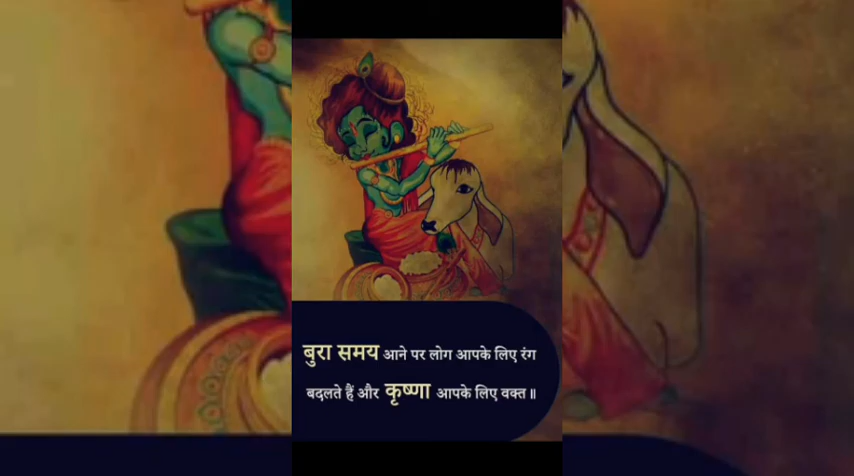 बुरा समय आने पर लोग आपके लिए रंग
बदलते हैं और कृष्णा आपके लिए वक्त॥